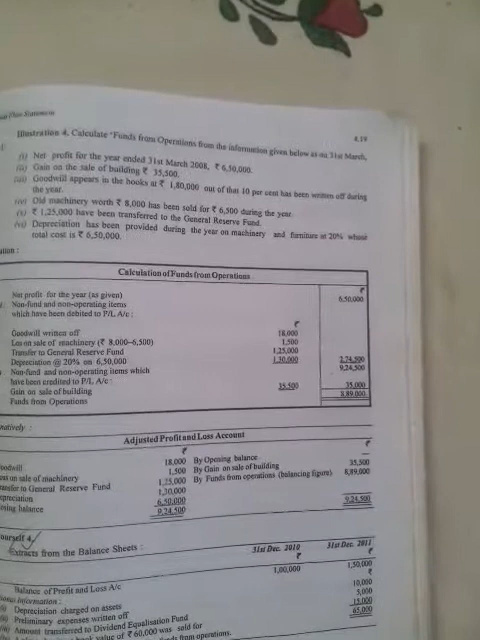 4.19
Illustration 4. Calculate "Funds from Operations from the information given below as on 31st March,
(i) Net profit for the year ended 31st March 2008, ₹ 6,50,000.
(ii) Gain on the sale of building ₹ 35,500.
(iii) Goodwill appears in the books at ₹ 1,80,000 out of that 10 per cent has been written off during
the year.
(iv) Old machinery worth ₹ 8,000 has been sold for ₹ 6,500 during the year.
(v) ₹ 1,25,000 have been transferred to the General Reserve Fund.
(vi) Depreciation has been provided during the year on machinery and furniture at 20% whose
total cost is ₹ 6,50,000.
Calculation of Funds from Operations
₹
Net profit for the year (as given) 6,50,000
Non-fund and non-operating items
which have been debited to P/L A/c :
₹
Goodwill written off 18,000
Loss on sale of machinery (₹ 8,000–6,500) 1,500
Transfer to General Reserve Fund 1,25,000
Depreciation @ 20% on 6,50,000 1,30,000 2,74,500
9,24,500
Non-fund and non-operating items which
have been credited to P/L A/c
Gain on sale of building 35,500 35,000
Funds from Operations 8,89,000
Adjusted Profit and Loss Account
₹ ₹
18,000 By Opening balance —
on sale of machinery 1,500 By Gain on sale of building 35,500
to General Reserve Fund 1,25,000 By Funds from operations (balancing figure) 8,89,000
1,30,000
balance 6,50,000
9,24,500 9,24,500
4
Extracts from the Balance Sheets :
31st Dec. 2010 31st Dec. 2011
₹ ₹
Balance of Profit and Loss A/c 1,00,000 1,50,000
₹
Depreciation charged on assets 10,000
Preliminary expenses written off 5,000
Amount transferred to Dividend Equalisation Fund 15,000
book value of ₹ 60,000 was sold for 65,000
from operations.